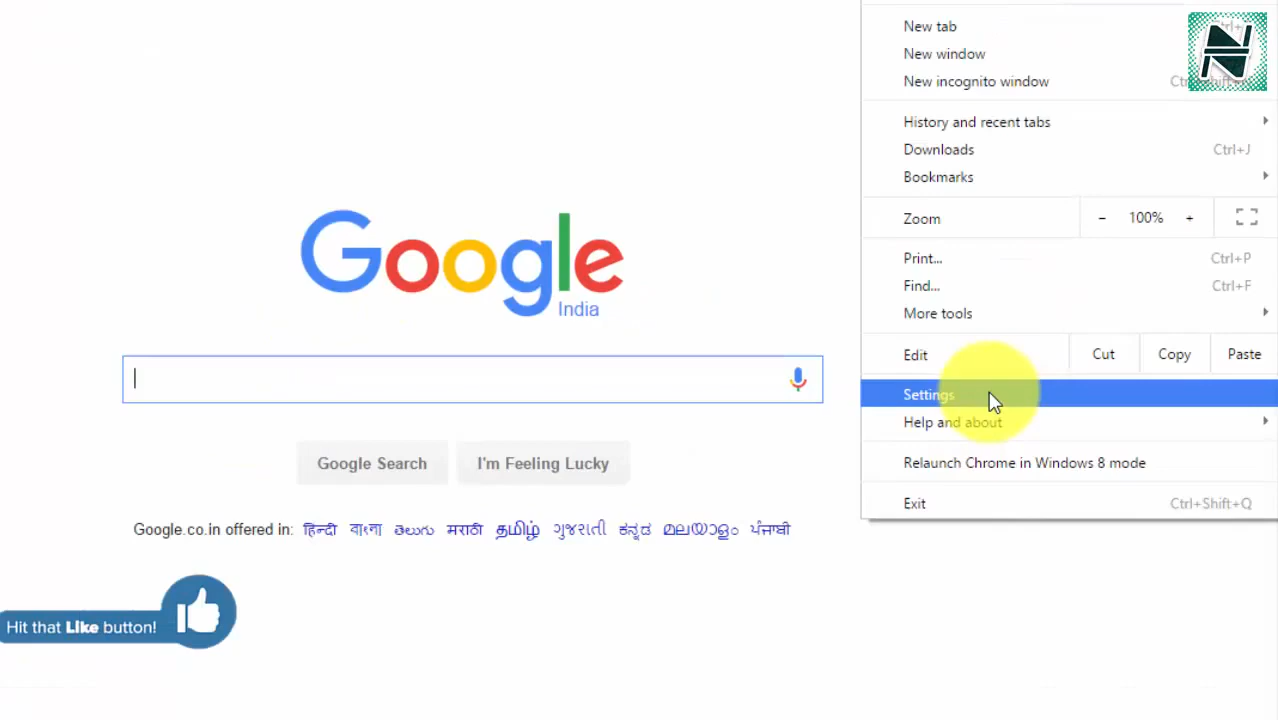 New tab
New window
New incognito window
History and recent tabs
Downloads Ctrl+J
Bookmarks
Zoom - 100% +
Print... Ctrl+P
Find... Ctrl+F
More tools
Edit Cut Copy Paste
Settings
Help and about
Relaunch Chrome in Windows 8 mode
Exit Ctrl+Shift+Q
Google
India
Google Search I'm Feeling Lucky
Google.co.in offered in: हिन्दी বাংলা తెలుగు मराठी தமிழ் ગુજરાતી ಕನ್ನಡ മലയാളം ਪੰਜਾਬੀ
Hit that Like button!